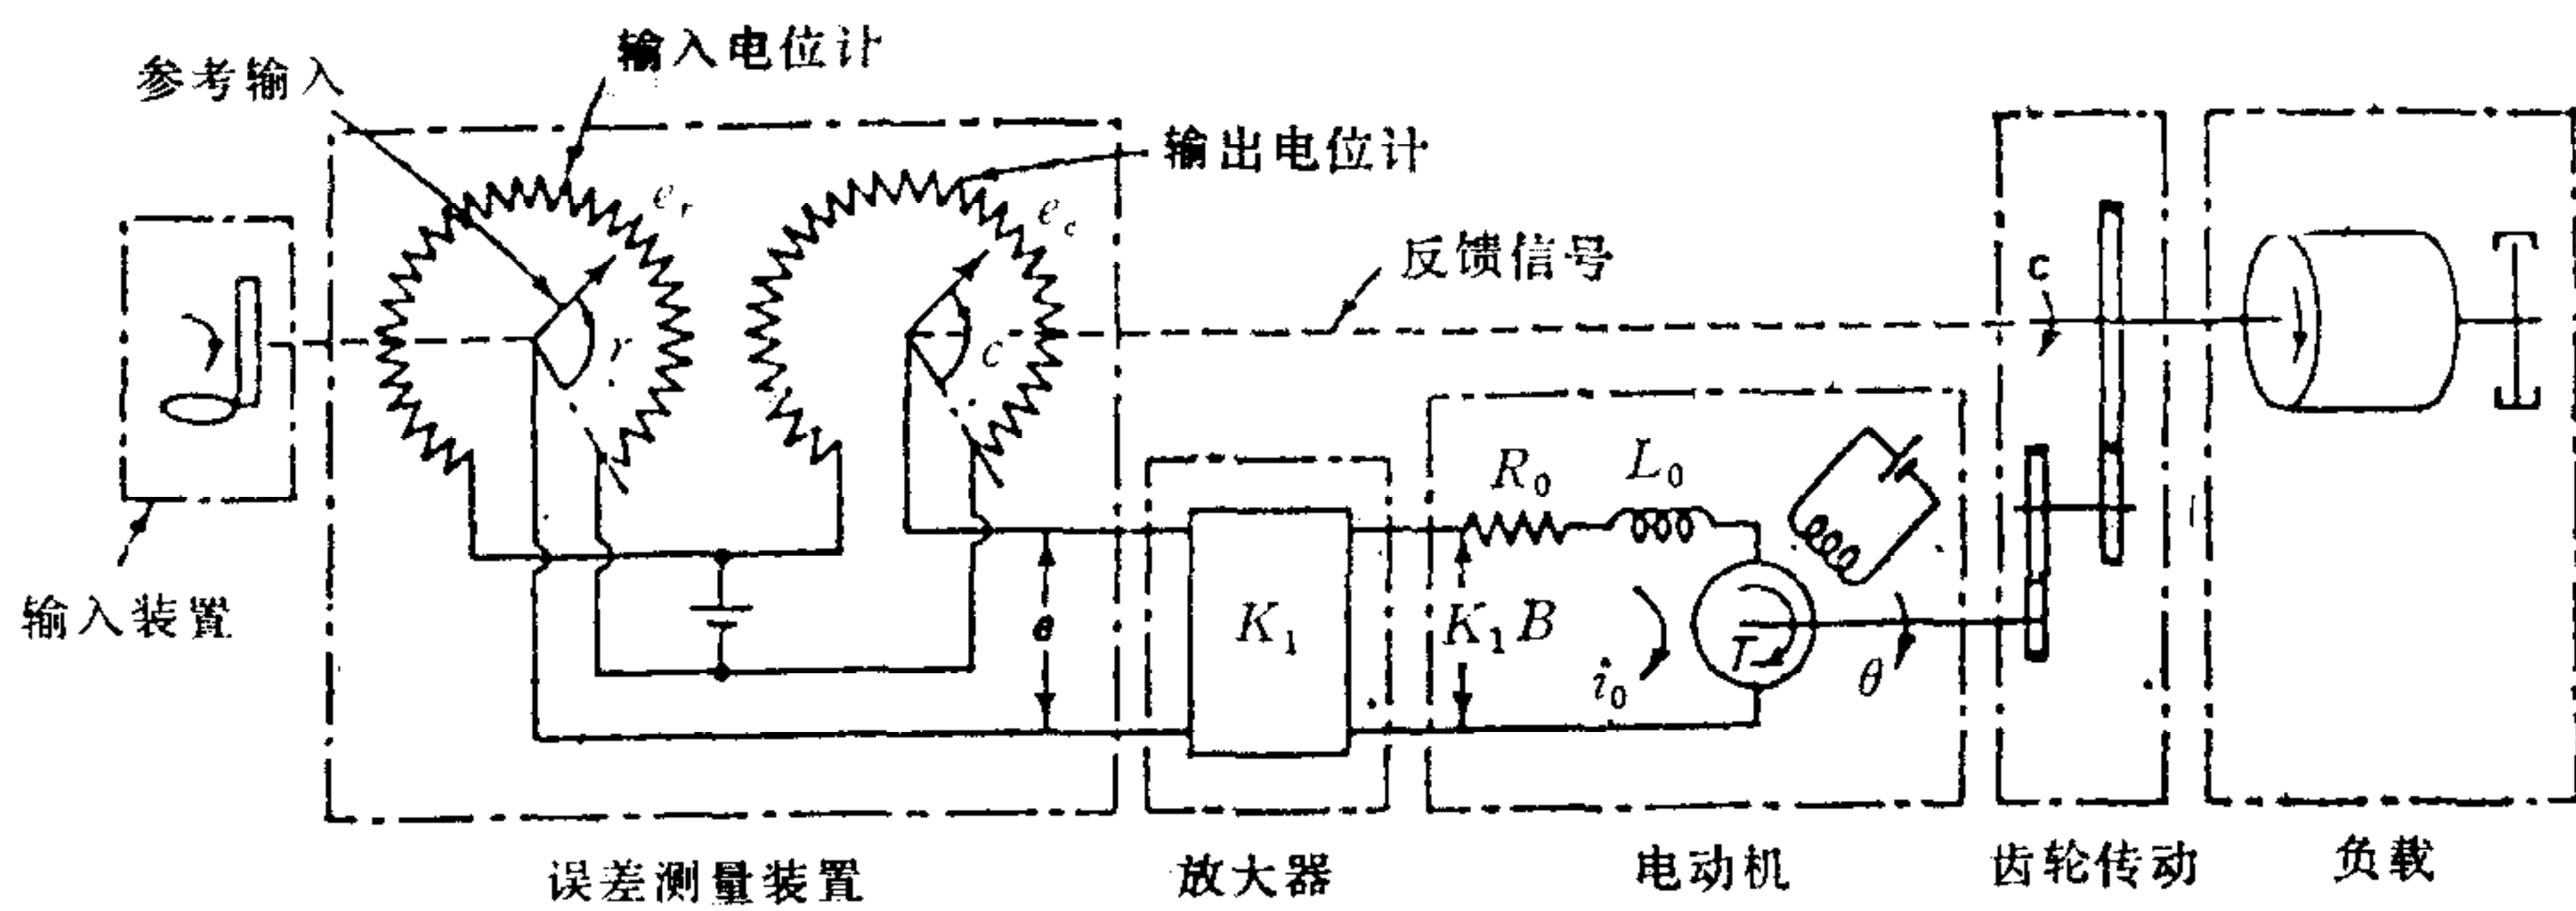 参考输入
输入电位计
输出电位计
e_r
e_c
反馈信号
r
c
c
输入装置
R_0
L_0
e
K_1
K_1 B
i_0
T
θ
误差测量装置
放大器
电动机
齿轮传动
负载